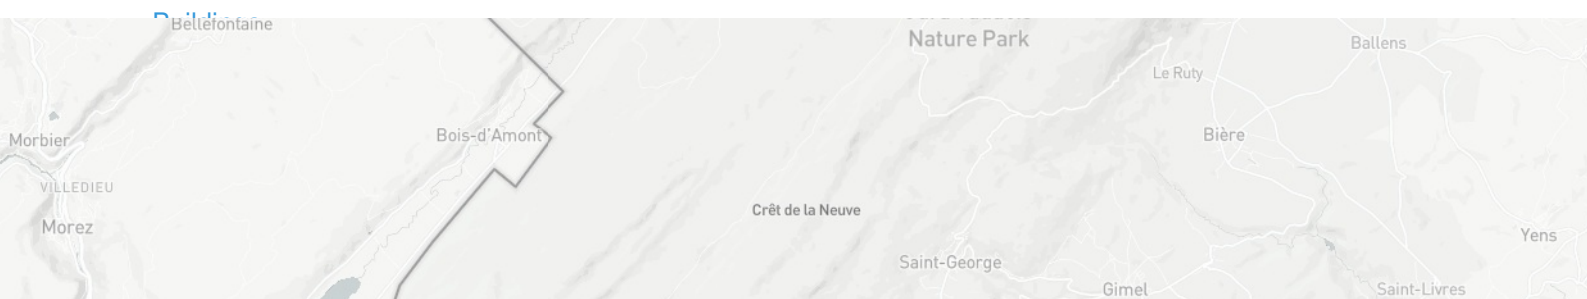 Bellefontaine
Nature Park
Ballens
Le Ruty
Morbier
Bois-d'Amont
Bière
VILLEDIEU
Crêt de la Neuve
Morez
Yens
Saint-George
Gimel
Saint-Livres